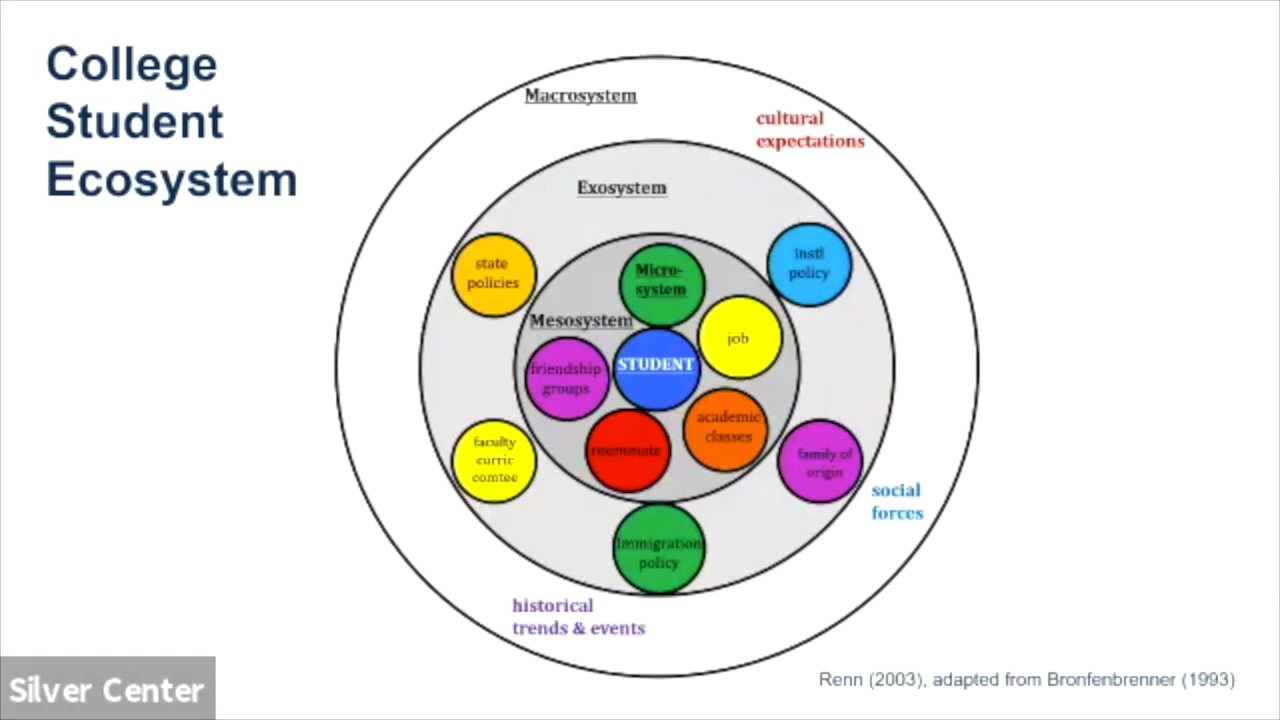 College
Student
Ecosystem
Macrosystem
cultural
expectations
Exosystem
state
policies
instl
policy
Micro-
system
Mesosystem
job
STUDENT
friendship
groups
academic
classes
roommate
faculty
curric
comtee
family of
origin
social
forces
Immigration
policy
historical
trends & events
Renn (2003), adapted from Bronfenbrenner (1993)
Silver Center